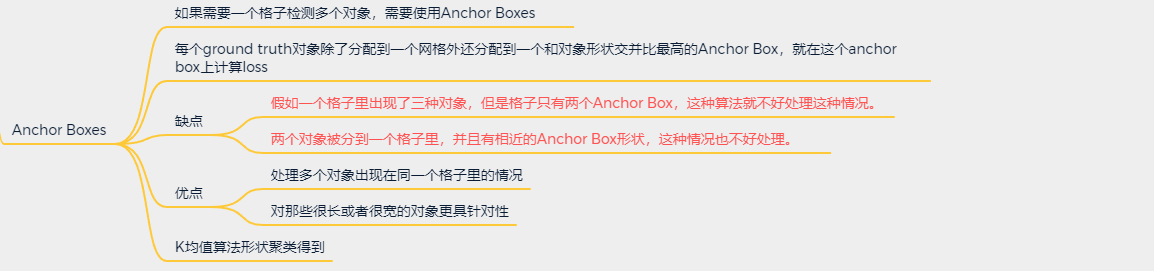 如果需要一个格子检测多个对象，需要使用Anchor Boxes
每个ground truth对象除了分配到一个网格外还分配到一个和对象形状交并比最高的Anchor Box，就在这个anchor
box上计算loss
假如一个格子里出现了三种对象，但是格子只有两个Anchor Box，这种算法就不好处理这种情况。
缺点
Anchor Boxes
两个对象被分到一个格子里，并且有相近的Anchor Box形状，这种情况也不好处理。
处理多个对象出现在同一个格子里的情况
优点
对那些很长或者很宽的对象更具针对性
K均值算法形状聚类得到